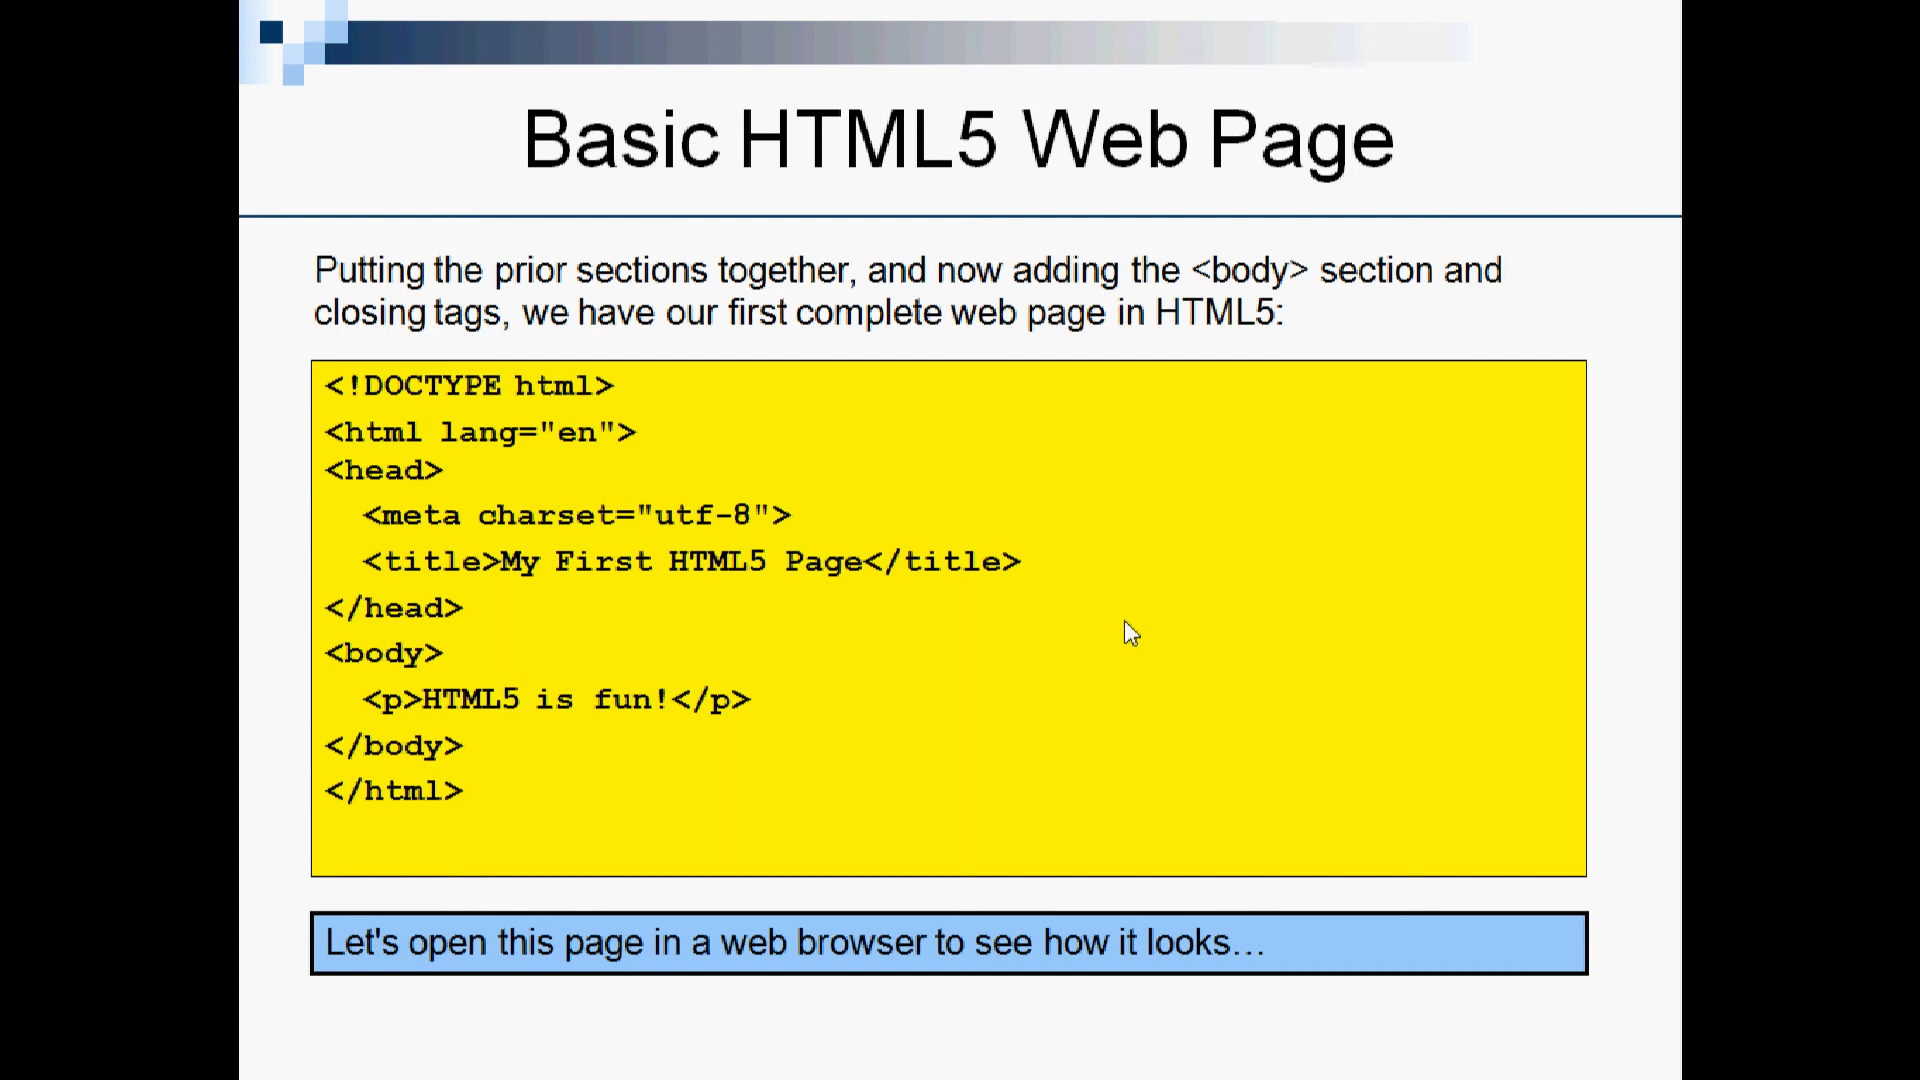 Basic HTML5 Web Page
Putting the prior sections together, and now adding the <body> section and
closing tags, we have our first complete web page in HTML5:
<!DOCTYPE html>
<html lang="en">
<head>
  <meta charset="utf-8">
  <title>My First HTML5 Page</title>
</head>
<body>
  <p>HTML5 is fun!</p>
</body>
</html>
Let's open this page in a web browser to see how it looks…